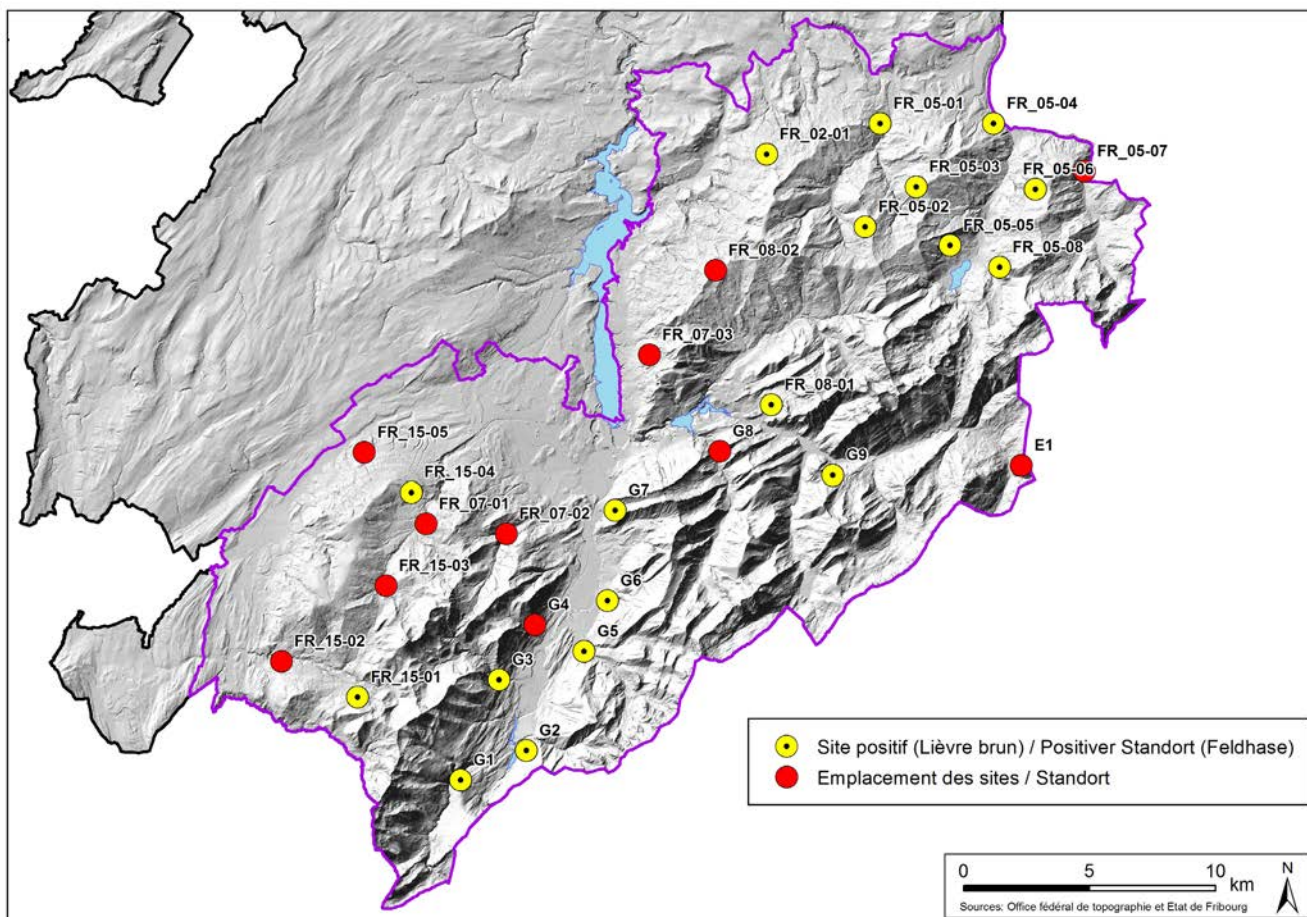 FR_05-01
FR_05-04
FR_02-01
FR_05-07
FR_05-03
FR_05-06
FR_05-02
FR_05-05
FR_08-02
FR_05-08
FR_07-03
FR_08-01
FR_15-05
G8
E1
FR_15-04
G9
FR_07-01
G7
FR_07-02
FR_15-03
G6
G4
FR_15-02
G5
G3
FR_15-01
G2
G1
Site positif (Lièvre brun) / Positiver Standort (Feldhase)
Emplacement des sites / Standort
0 5 10
km
N
Sources: Office fédéral de topographie et Etat de Fribourg